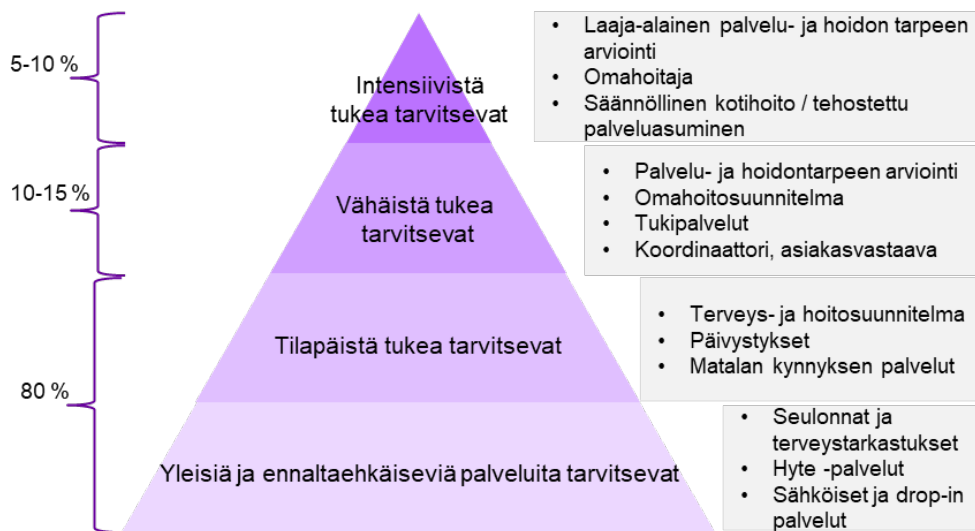 5-10 %
Intensiivistä
tukea tarvitsevat
• Laaja-alainen palvelu- ja hoidon tarpeen
arviointi
• Omahoitaja
• Säännöllinen kotihoito / tehostettu
palveluasuminen
10-15 %
Vähäistä tukea
tarvitsevat
• Palvelu- ja hoidontarpeen arviointi
• Omahoitosuunnitelma
• Tukipalvelut
• Koordinaattori, asiakasvastaava
80 %
Tilapäistä tukea tarvitsevat
• Terveys- ja hoitosuunnitelma
• Päivystykset
• Matalan kynnyksen palvelut
Yleisiä ja ennaltaehkäiseviä palveluita tarvitsevat
• Seulonnat ja
terveystarkastukset
• Hyte -palvelut
• Sähköiset ja drop-in
palvelut